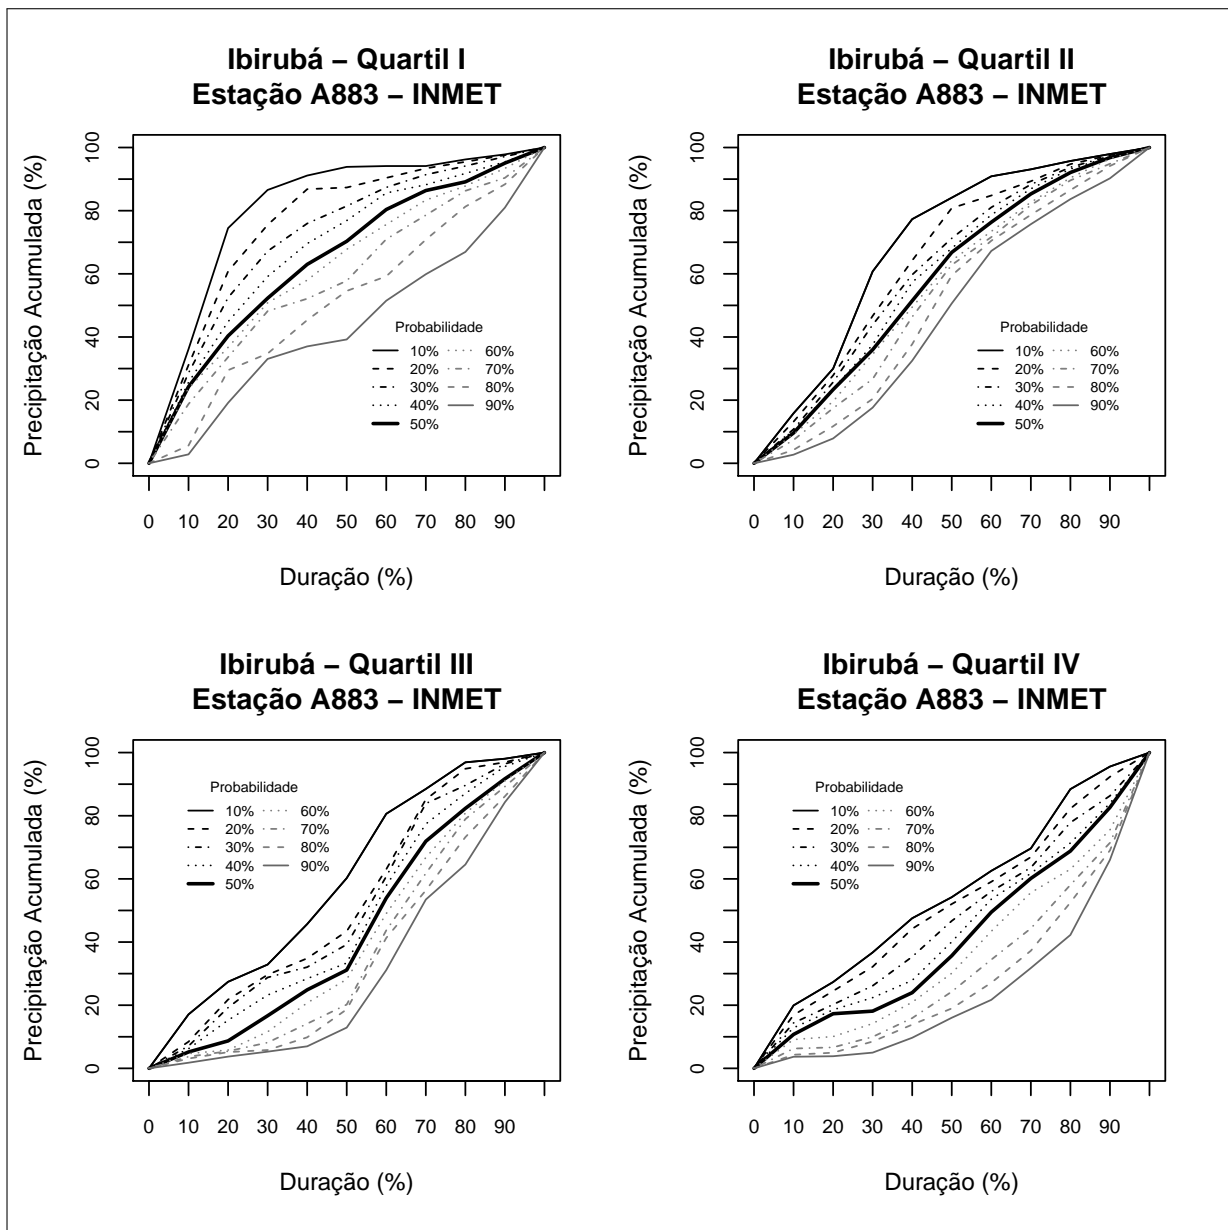 Ibirubá – Quartil I
Estação A883 – INMET
Precipitação Acumulada (%)
100
80
60
40
20
0
Probabilidade
10% 60%
20% 70%
30% 80%
40% 90%
50%
0 10 20 30 40 50 60 70 80 90
Duração (%)
Ibirubá – Quartil II
Estação A883 – INMET
Precipitação Acumulada (%)
100
80
60
40
20
0
Probabilidade
10% 60%
20% 70%
30% 80%
40% 90%
50%
0 10 20 30 40 50 60 70 80 90
Duração (%)
Ibirubá – Quartil III
Estação A883 – INMET
Precipitação Acumulada (%)
100
80
60
40
20
0
Probabilidade
10% 60%
20% 70%
30% 80%
40% 90%
50%
0 10 20 30 40 50 60 70 80 90
Duração (%)
Ibirubá – Quartil IV
Estação A883 – INMET
Precipitação Acumulada (%)
100
80
60
40
20
0
Probabilidade
10% 60%
20% 70%
30% 80%
40% 90%
50%
0 10 20 30 40 50 60 70 80 90
Duração (%)